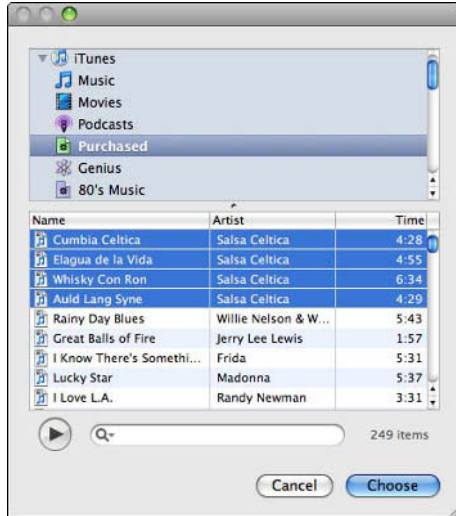 iTunes
Music
Movies
Podcasts
Purchased
Genius
80's Music
Name Artist Time
Cumbia Celtica Salsa Celtica 4:28
Elagua de la Vida Salsa Celtica 4:55
Whisky Con Ron Salsa Celtica 6:34
Auld Lang Syne Salsa Celtica 4:29
Rainy Day Blues Willie Nelson & W... 5:43
Great Balls of Fire Jerry Lee Lewis 1:57
I Know There's Somethi... Frida 5:31
Lucky Star Madonna 5:37
I Love L.A. Randy Newman 3:31
249 items
Cancel Choose